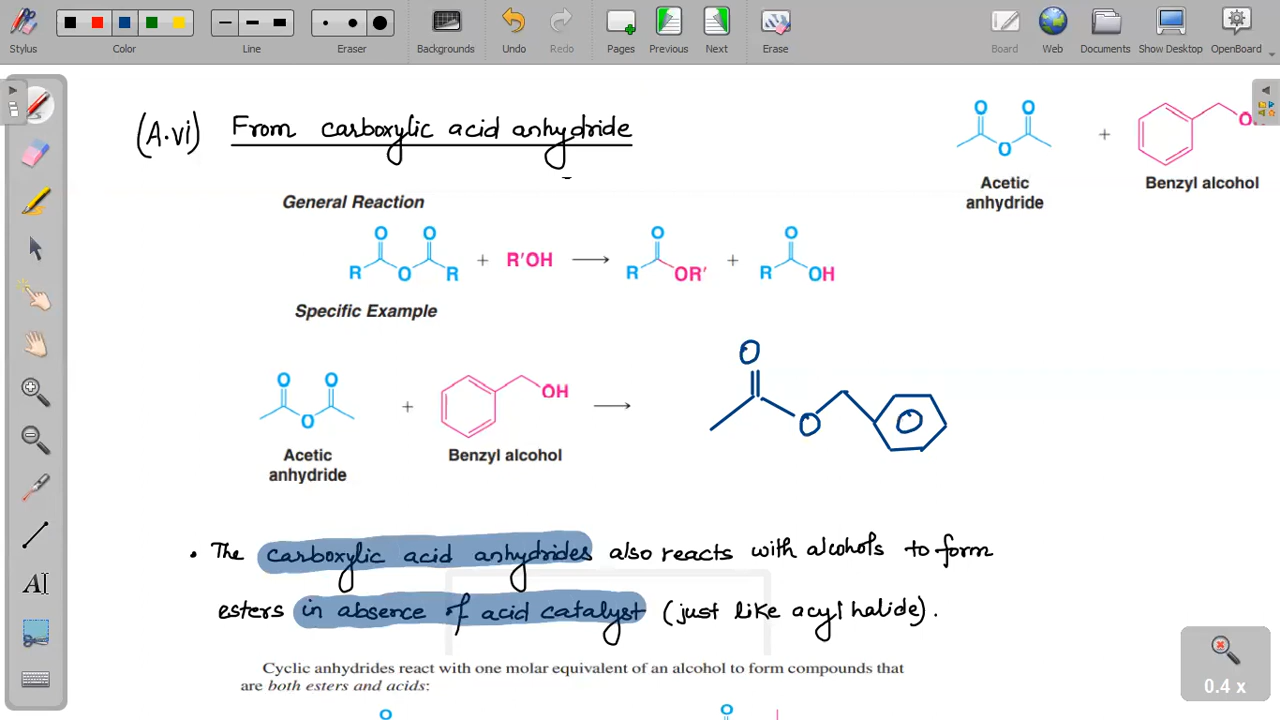 Stylus Color Line Eraser Backgrounds Undo Redo Pages Previous Next Erase Board Web Documents Show Desktop OpenBoard
(A.vi) From carboxylic acid anhydride
O O
O
+
Acetic
anhydride
Benzyl alcohol
General Reaction
O O O O
R O R + R'OH → R OR' + R OH
Specific Example
O O O
O + OH → O
Acetic
anhydride
Benzyl alcohol
• The carboxylic acid anhydrides also reacts with alcohols to form
esters in absence of acid catalyst (just like acyl halide).
Cyclic anhydrides react with one molar equivalent of an alcohol to form compounds that
are both esters and acids:
O O
0.4 x